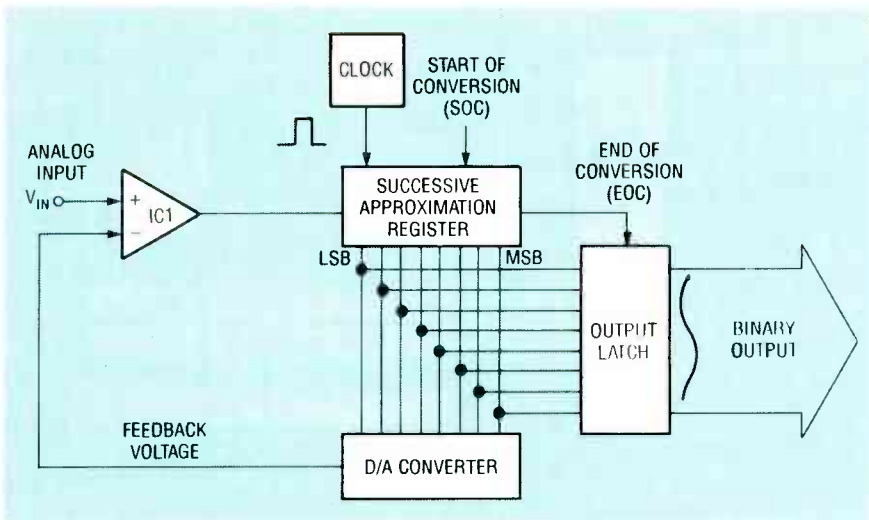 CLOCK
START OF
CONVERSION
(SOC)
ANALOG
INPUT
VIN
+
−
IC1
SUCCESSIVE
APPROXIMATION
REGISTER
END OF
CONVERSION
(EOC)
LSB
MSB
OUTPUT
LATCH
BINARY
OUTPUT
FEEDBACK
VOLTAGE
D/A CONVERTER